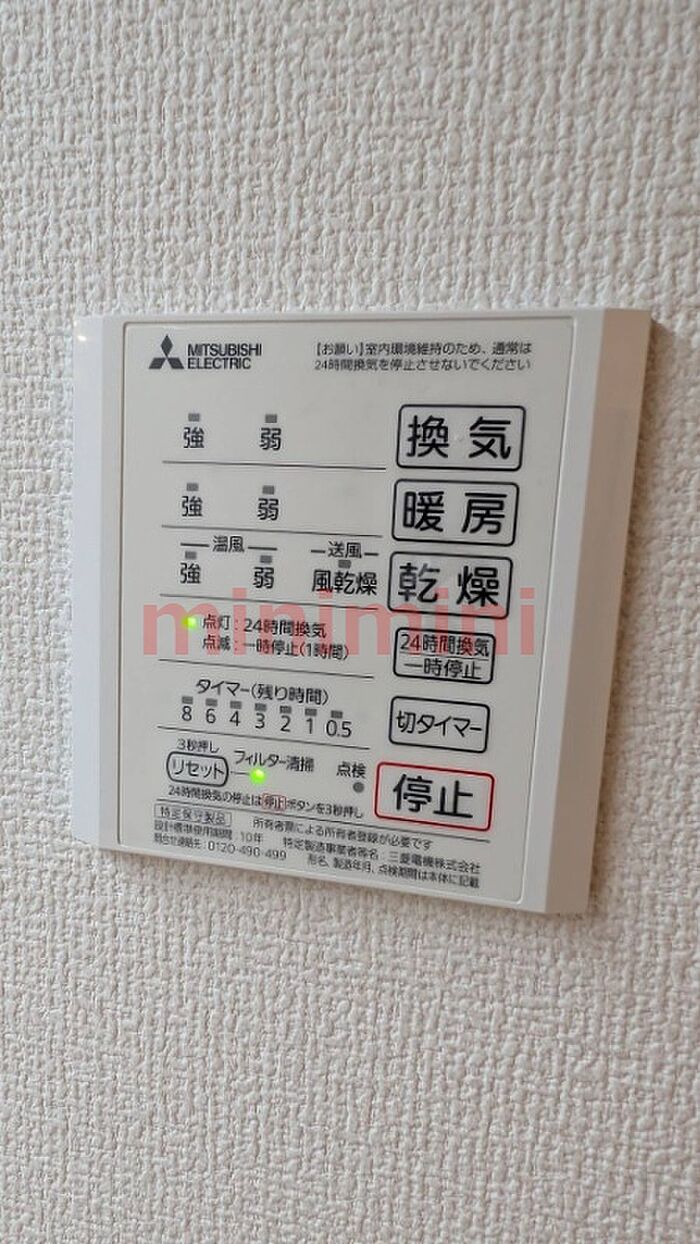 MITSUBISHI
ELECTRIC
【お願い】室内環境維持のため、通常は
24時間換気を停止させないでください
強 弱 換気
強 弱 暖房
温風 送風
強 弱 風乾燥 乾燥
minimini
点灯:24時間換気
点滅:一時停止(1時間)
24時間換気
一時停止
タイマー(残り時間)
8 6 4 3 2 1 0.5
切タイマー
3秒押し
リセット フィルター清掃 点検
停止
24時間換気の停止は停止ボタンを3秒押し
特定保守製品 所有者票による所有者登録が必要です
設計標準使用期間:10年 特定製造事業者等名:三菱電機株式会社
問合せ連絡先:0120-490-499 形名、製造年月、点検期間は本体に記載